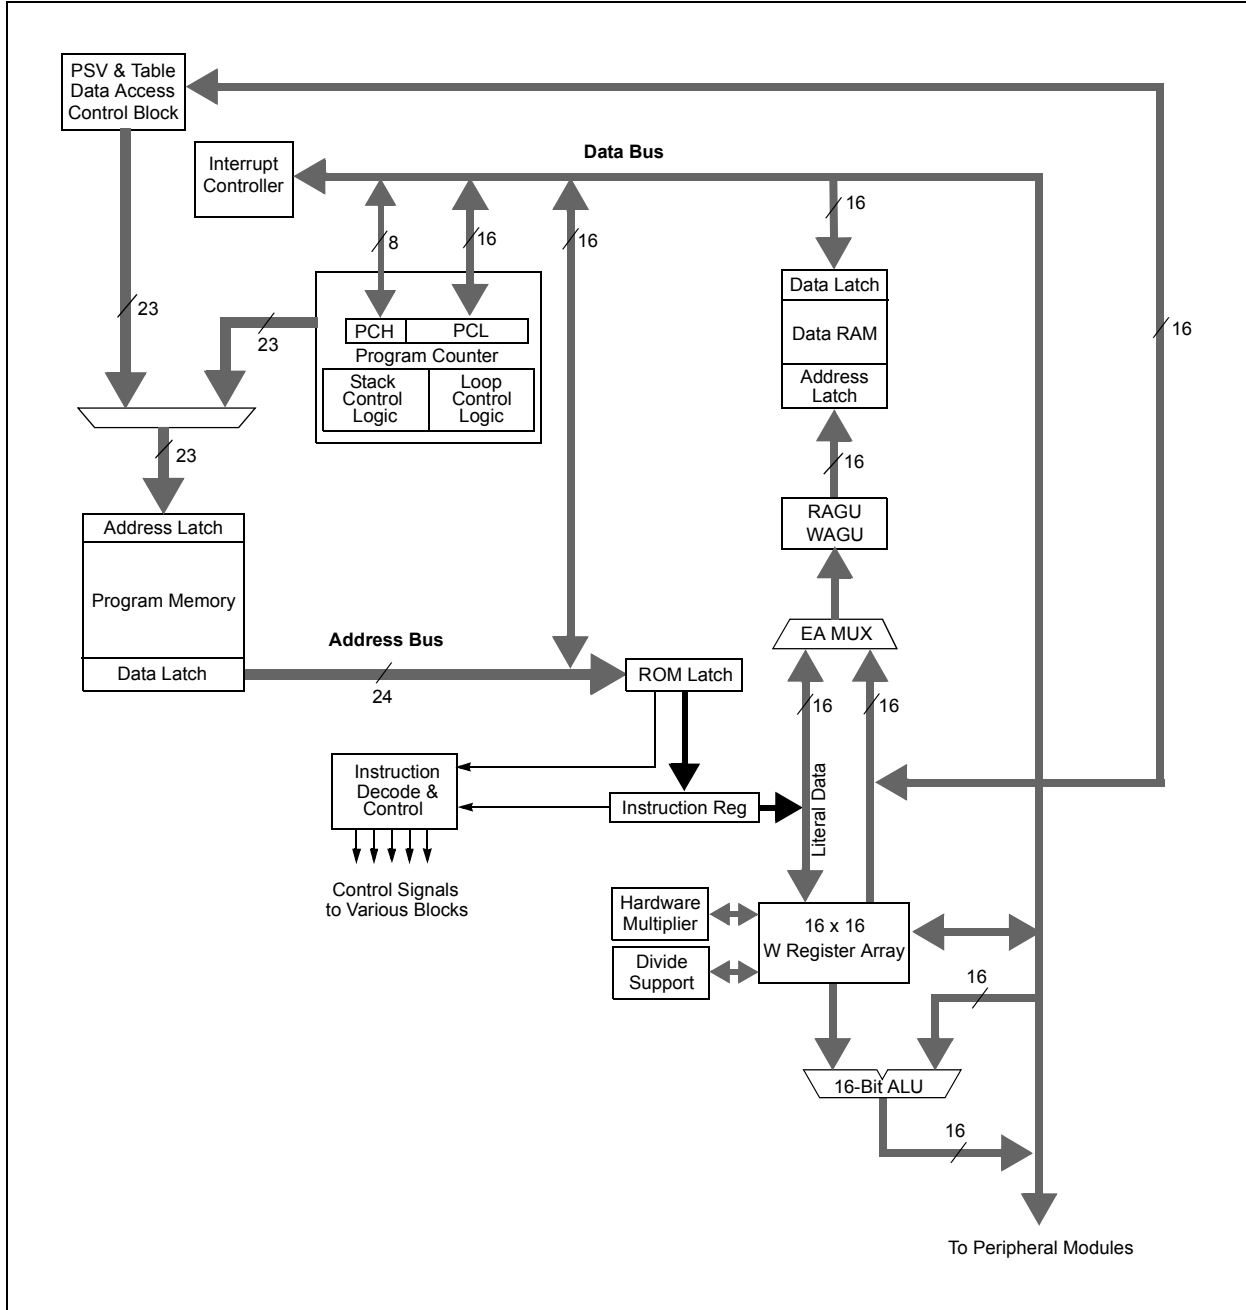 PSV & Table
Data Access
Control Block
Interrupt
Controller
Data Bus
8
16
16
16
23
23
PCH
PCL
Program Counter
Stack
Control
Logic
Loop
Control
Logic
Data Latch
Data RAM
Address
Latch
16
23
16
RAGU
WAGU
Address Latch
Program Memory
Data Latch
Address Bus
24
EA MUX
ROM Latch
16
16
Instruction
Decode &
Control
Instruction Reg
Literal Data
Control Signals
to Various Blocks
Hardware
Multiplier
Divide
Support
16 x 16
W Register Array
16
16-Bit ALU
16
To Peripheral Modules